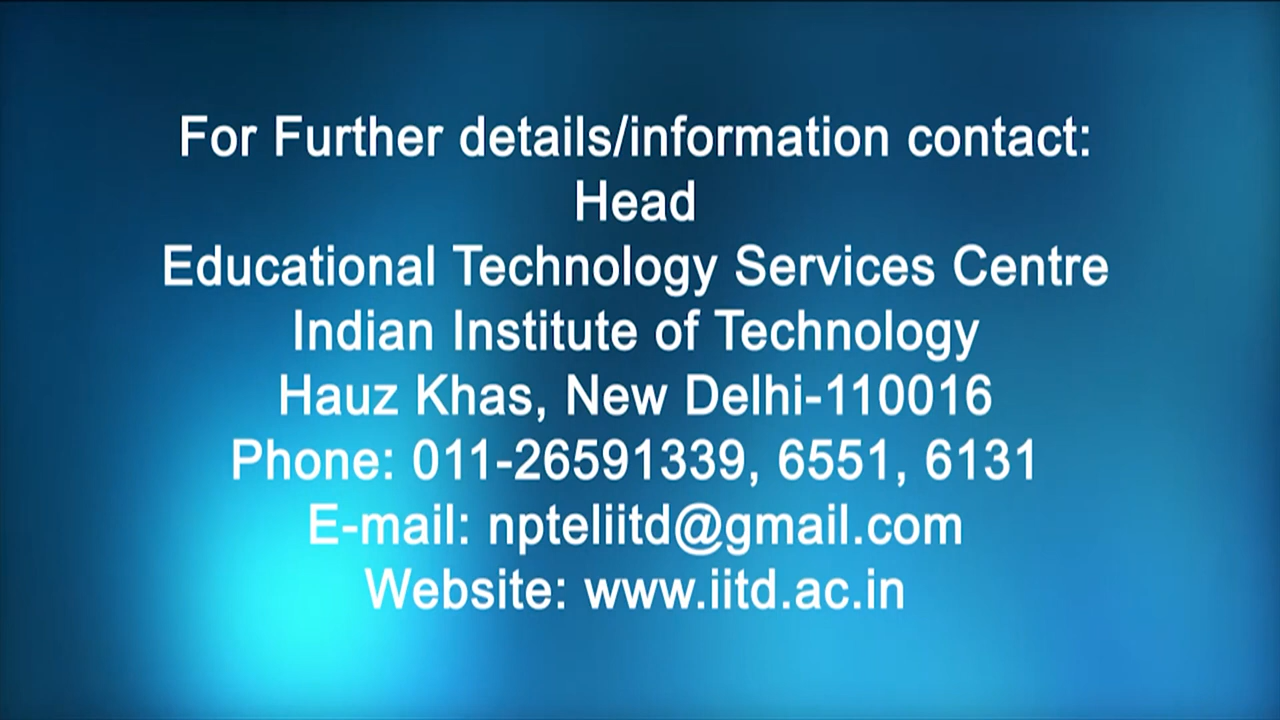 For Further details/information contact:
Head
Educational Technology Services Centre
Indian Institute of Technology
Hauz Khas, New Delhi-110016
Phone: 011-26591339, 6551, 6131
E-mail: npteliitd@gmail.com
Website: www.iitd.ac.in